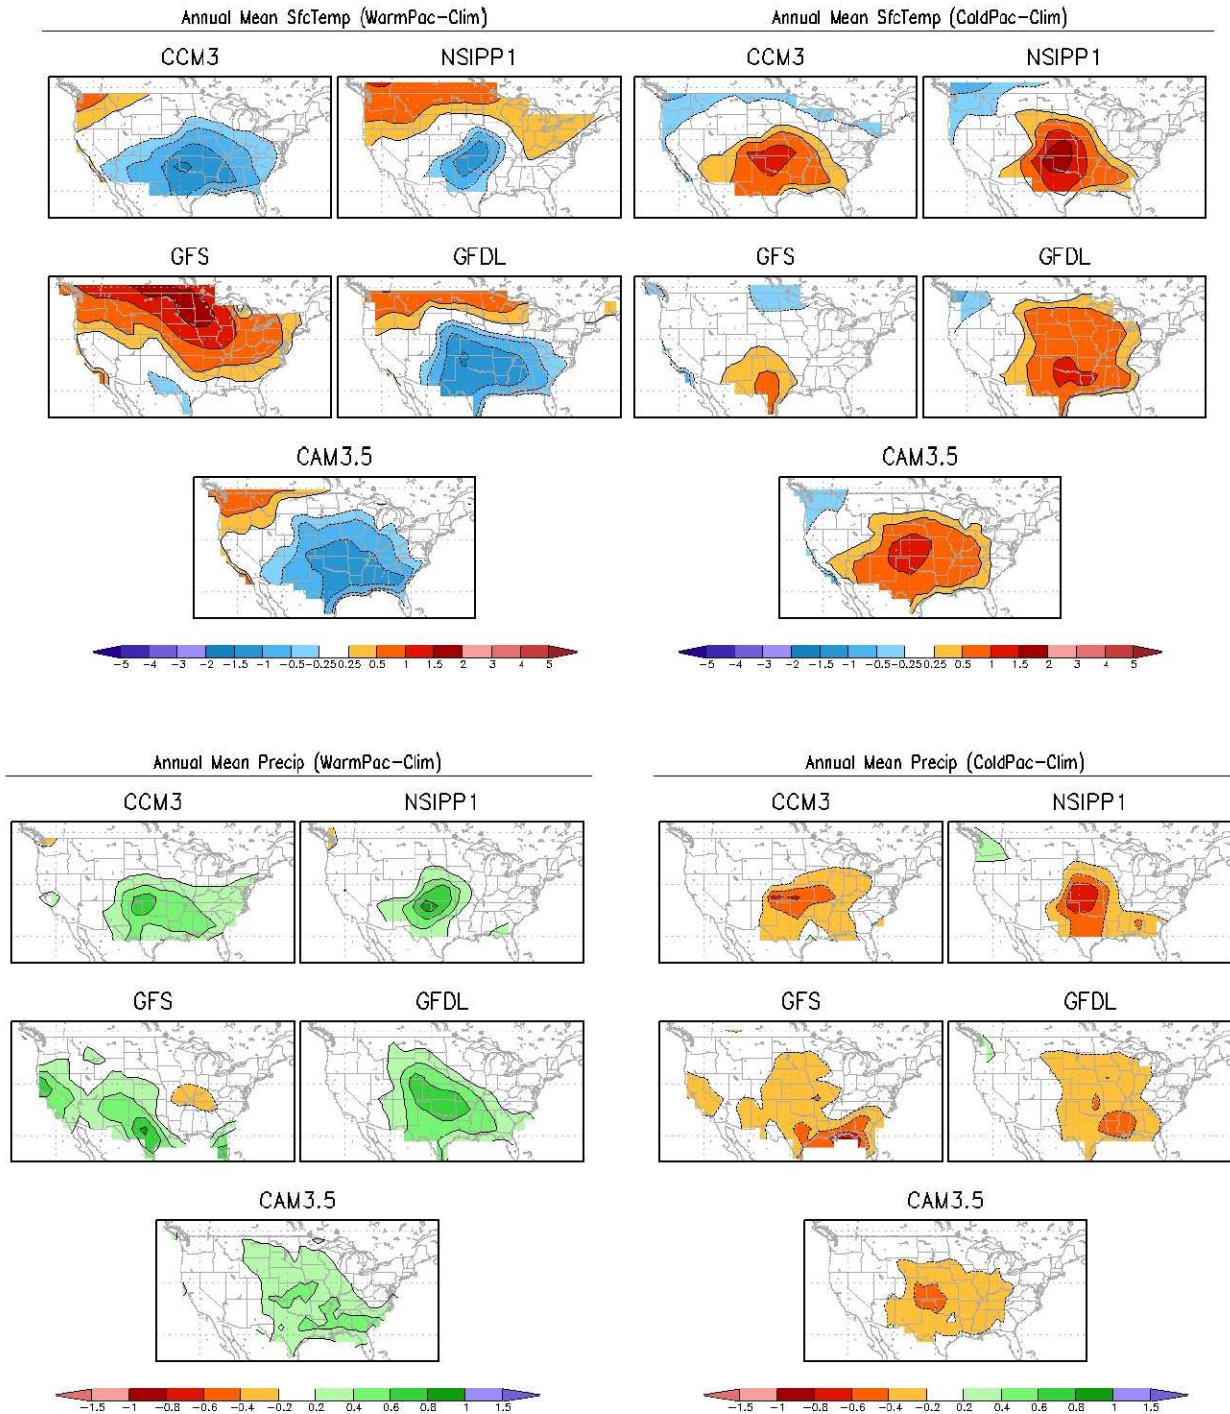 Annual Mean SfcTemp (WarmPac-Clim) Annual Mean SfcTemp (ColdPac-Clim)
CCM3 NSIPP1 CCM3 NSIPP1
GFS GFDL GFS GFDL
CAM3.5 CAM3.5
-5 -4 -3 -2 -1.5 -1 -0.5 -0.25 0.25 0.5 1 1.5 2 3 4 5 -5 -4 -3 -2 -1.5 -1 -0.5 -0.25 0.25 0.5 1 1.5 2 3 4 5
Annual Mean Precip (WarmPac-Clim) Annual Mean Precip (ColdPac-Clim)
CCM3 NSIPP1 CCM3 NSIPP1
GFS GFDL GFS GFDL
CAM3.5 CAM3.5
-1.5 -1 -0.8 -0.6 -0.4 -0.2 0.2 0.4 0.6 0.8 1 1.5 -1.5 -1 -0.8 -0.6 -0.4 -0.2 0.2 0.4 0.6 0.8 1 1.5